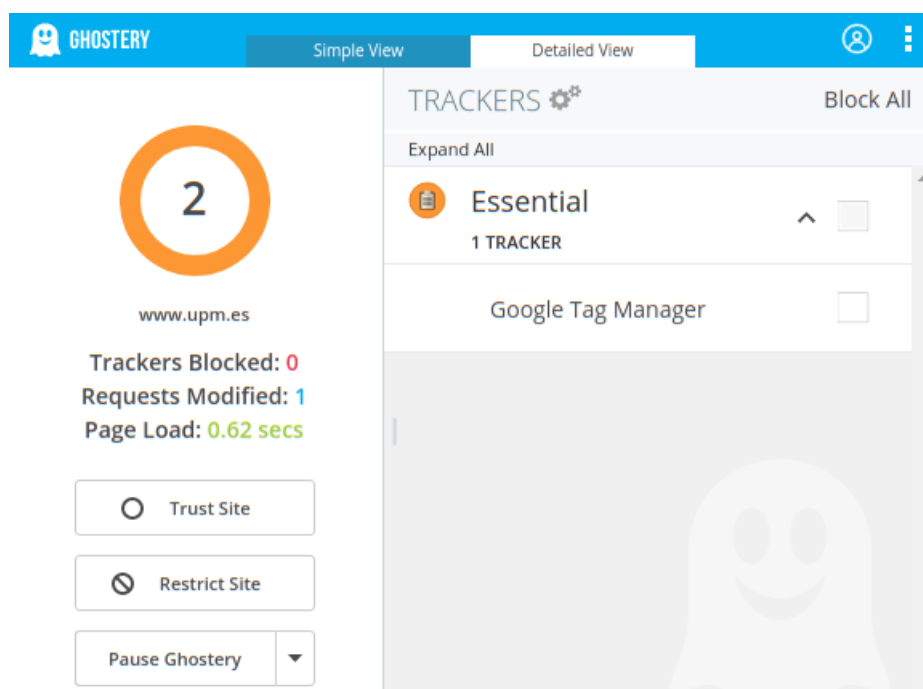 GHOSTERY
Simple View
Detailed View
2
www.upm.es
Trackers Blocked: 0
Requests Modified: 1
Page Load: 0.62 secs
Trust Site
Restrict Site
Pause Ghostery
TRACKERS
Block All
Expand All
Essential
1 TRACKER
Google Tag Manager